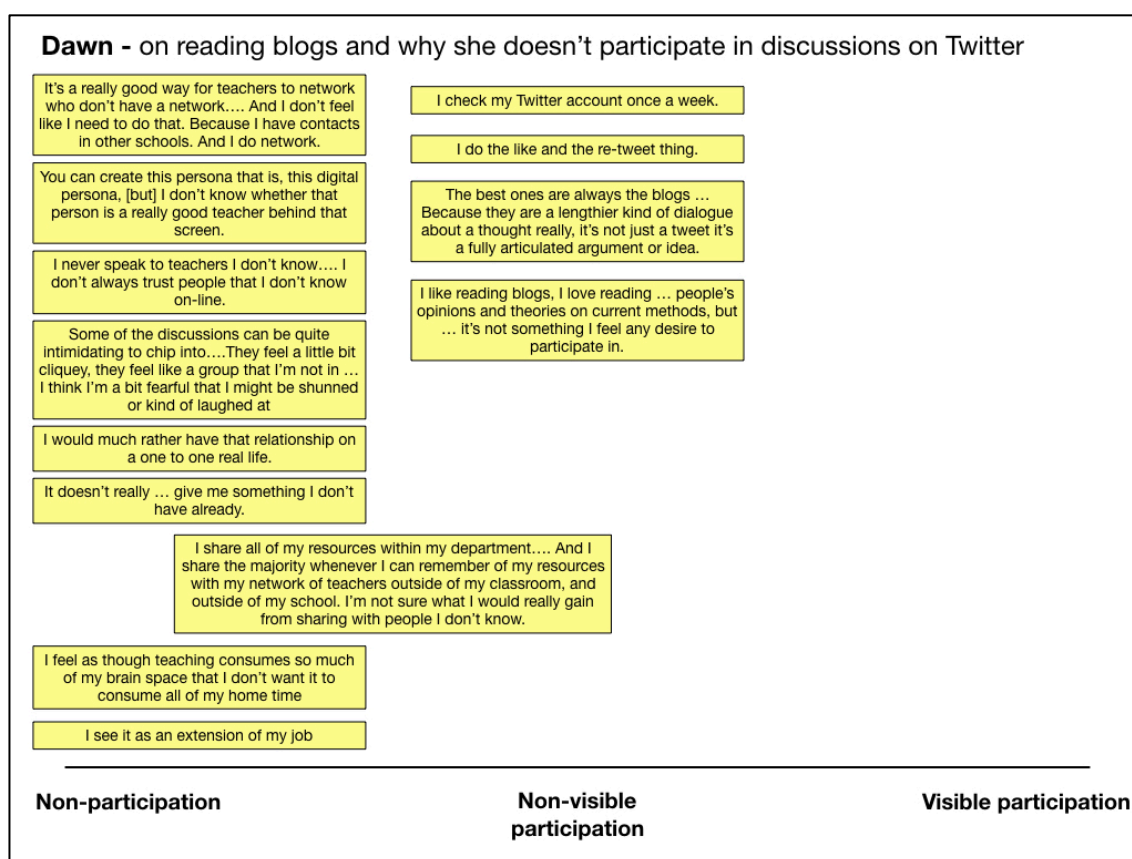 Dawn - on reading blogs and why she doesn't participate in discussions on Twitter
It's a really good way for teachers to network
who don't have a network…. And I don't feel
like I need to do that. Because I have contacts
in other schools. And I do network.
You can create this persona that is, this digital
persona, [but] I don't know whether that
person is a really good teacher behind that
screen.
I never speak to teachers I don't know…. I
don't always trust people that I don't know
on-line.
Some of the discussions can be quite
intimidating to chip into….They feel a little bit
cliquey, they feel like a group that I'm not in …
I think I'm a bit fearful that I might be shunned
or kind of laughed at
I would much rather have that relationship on
a one to one real life.
It doesn't really … give me something I don't
have already.
I check my Twitter account once a week.
I do the like and the re-tweet thing.
The best ones are always the blogs …
Because they are a lengthier kind of dialogue
about a thought really, it's not just a tweet it's
a fully articulated argument or idea.
I like reading blogs, I love reading … people's
opinions and theories on current methods, but
… it's not something I feel any desire to
participate in.
I share all of my resources within my department…. And I
share the majority whenever I can remember of my resources
with my network of teachers outside of my classroom, and
outside of my school. I'm not sure what I would really gain
from sharing with people I don't know.
I feel as though teaching consumes so much
of my brain space that I don't want it to
consume all of my home time
I see it as an extension of my job
Non-participation
Non-visible
participation
Visible participation